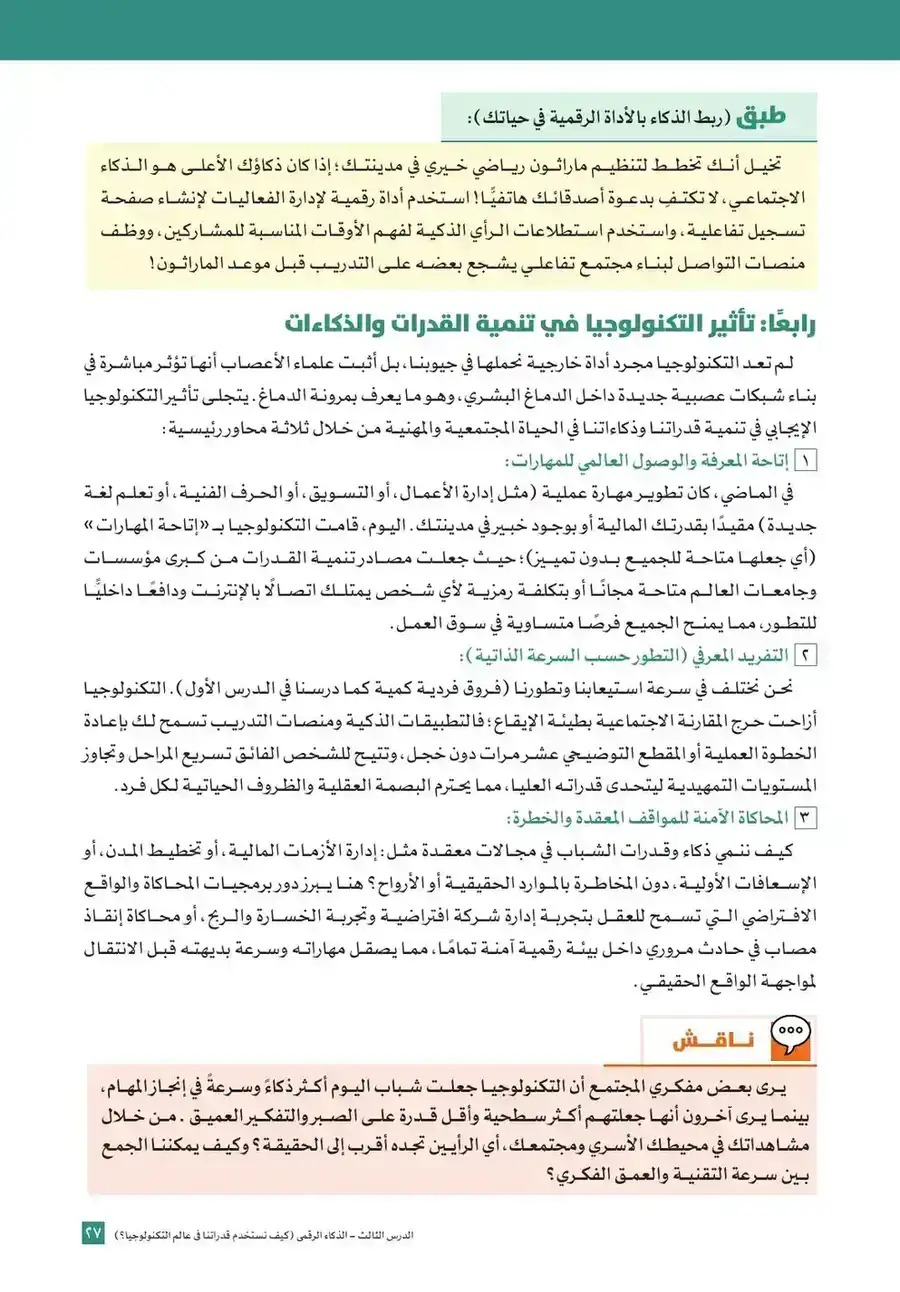 طبق (ربط الذكاء بالأداة الرقمية في حياتك):
تخيل أنك تخطط لتنظيم ماراثون رياضي خيري في مدينتك؛ إذا كان ذكاؤك الأعلى هو الذكاء
الاجتماعي، لا تكتفِ بدعوة أصدقائك هاتفيًّا! استخدم أداة رقمية لإدارة الفعاليات لإنشاء صفحة
تسجيل تفاعلية، واستخدم استطلاعات الرأي الذكية لفهم الأوقات المناسبة للمشاركين، ووظف
منصات التواصل لبناء مجتمع تفاعلي يشجع بعضه على التدريب قبل موعد الماراثون!
رابعًا: تأثير التكنولوجيا في تنمية القدرات والذكاءات
لم تعد التكنولوجيا مجرد أداة خارجية نحملها في جيوبنا، بل أثبت علماء الأعصاب أنها تؤثر مباشرة في
بناء شبكات عصبية جديدة داخل الدماغ البشري، وهو ما يعرف بمرونة الدماغ. يتجلى تأثير التكنولوجيا
الإيجابي في تنمية قدراتنا وذكاءاتنا في الحياة المجتمعية والمهنية من خلال ثلاثة محاور رئيسية:
١ إتاحة المعرفة والوصول العالمي للمهارات:
في الماضي، كان تطوير مهارة عملية (مثل إدارة الأعمال، أو التسويق، أو الحرف الفنية، أو تعلم لغة
جديدة) مقيدًا بقدرتك المالية أو بوجود خبير في مدينتك. اليوم، قامت التكنولوجيا بـ «إتاحة المهارات»
(أي جعلها متاحة للجميع بدون تمييز)؛ حيث جعلت مصادر تنمية القدرات من كبرى مؤسسات
وجامعات العالم متاحة مجانًا أو بتكلفة رمزية لأي شخص يمتلك اتصالًا بالإنترنت ودافعًا داخليًّا
للتطور، مما يمنح الجميع فرصًا متساوية في سوق العمل.
٢ التفريد المعرفي (التطور حسب السرعة الذاتية):
نحن نختلف في سرعة استيعابنا وتطورنا (فروق فردية كمية كما درسنا في الدرس الأول). التكنولوجيا
أزاحت حرج المقارنة الاجتماعية بطيئة الإيقاع؛ فالتطبيقات الذكية ومنصات التدريب تسمح لك بإعادة
الخطوة العملية أو المقطع التوضيحي عشر مرات دون خجل، وتتيح للشخص الفائق تسريع المراحل وتجاوز
المستويات التمهيدية ليتحدى قدراته العليا، مما يحترم البصمة العقلية والظروف الحياتية لكل فرد.
٣ المحاكاة الآمنة للمواقف المعقدة والخطرة:
كيف ننمي ذكاء وقدرات الشباب في مجالات معقدة مثل: إدارة الأزمات المالية، أو تخطيط المدن، أو
الإسعافات الأولية، دون المخاطرة بالموارد الحقيقية أو الأرواح؟ هنا يبرز دور برمجيات المحاكاة والواقع
الافتراضي التي تسمح للعقل بتجربة إدارة شركة افتراضية وتجربة الخسارة والربح، أو محاكاة إنقاذ
مصاب في حادث مروري داخل بيئة رقمية آمنة تمامًا، مما يصقل مهاراته وسرعة بديهته قبل الانتقال
لمواجهة الواقع الحقيقي.
ناقش
يرى بعض مفكري المجتمع أن التكنولوجيا جعلت شباب اليوم أكثر ذكاءً وسرعةً في إنجاز المهام،
بينما يرى آخرون أنها جعلتهم أكثر سطحية وأقل قدرة على الصبر والتفكير العميق. من خلال
مشاهداتك في محيطك الأسري ومجتمعك، أي الرأيين تجده أقرب إلى الحقيقة؟ وكيف يمكننا الجمع
بين سرعة التقنية والعمق الفكري؟
الدرس الثالث – الذكاء الرقمى (كيف نستخدم قدراتنا فى عالم التكنولوجيا؟) ٢٧